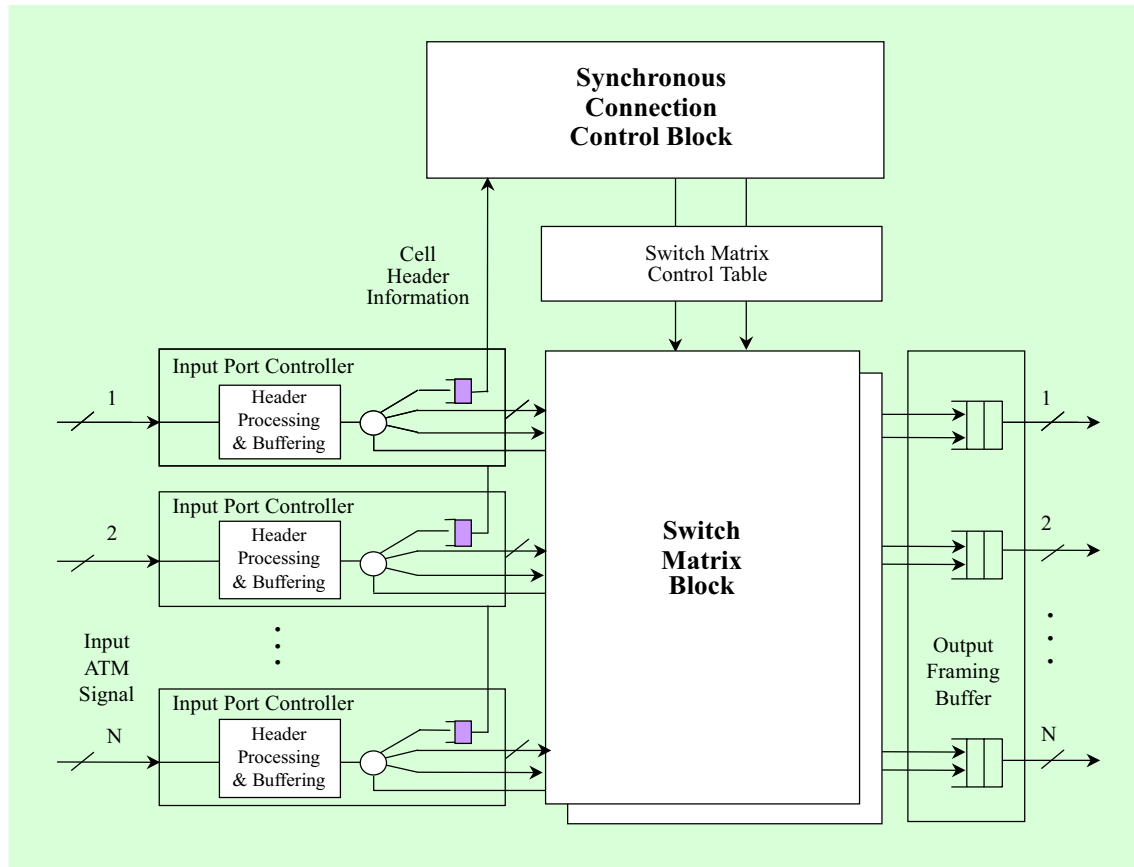 Synchronous
Connection
Control Block
Switch Matrix
Control Table
Cell
Header
Information
Input Port Controller
Header
Processing
& Buffering
1
1
Input Port Controller
Header
Processing
& Buffering
2
2
Switch
Matrix
Block
Input
ATM
Signal
Output
Framing
Buffer
Input Port Controller
Header
Processing
& Buffering
N
N